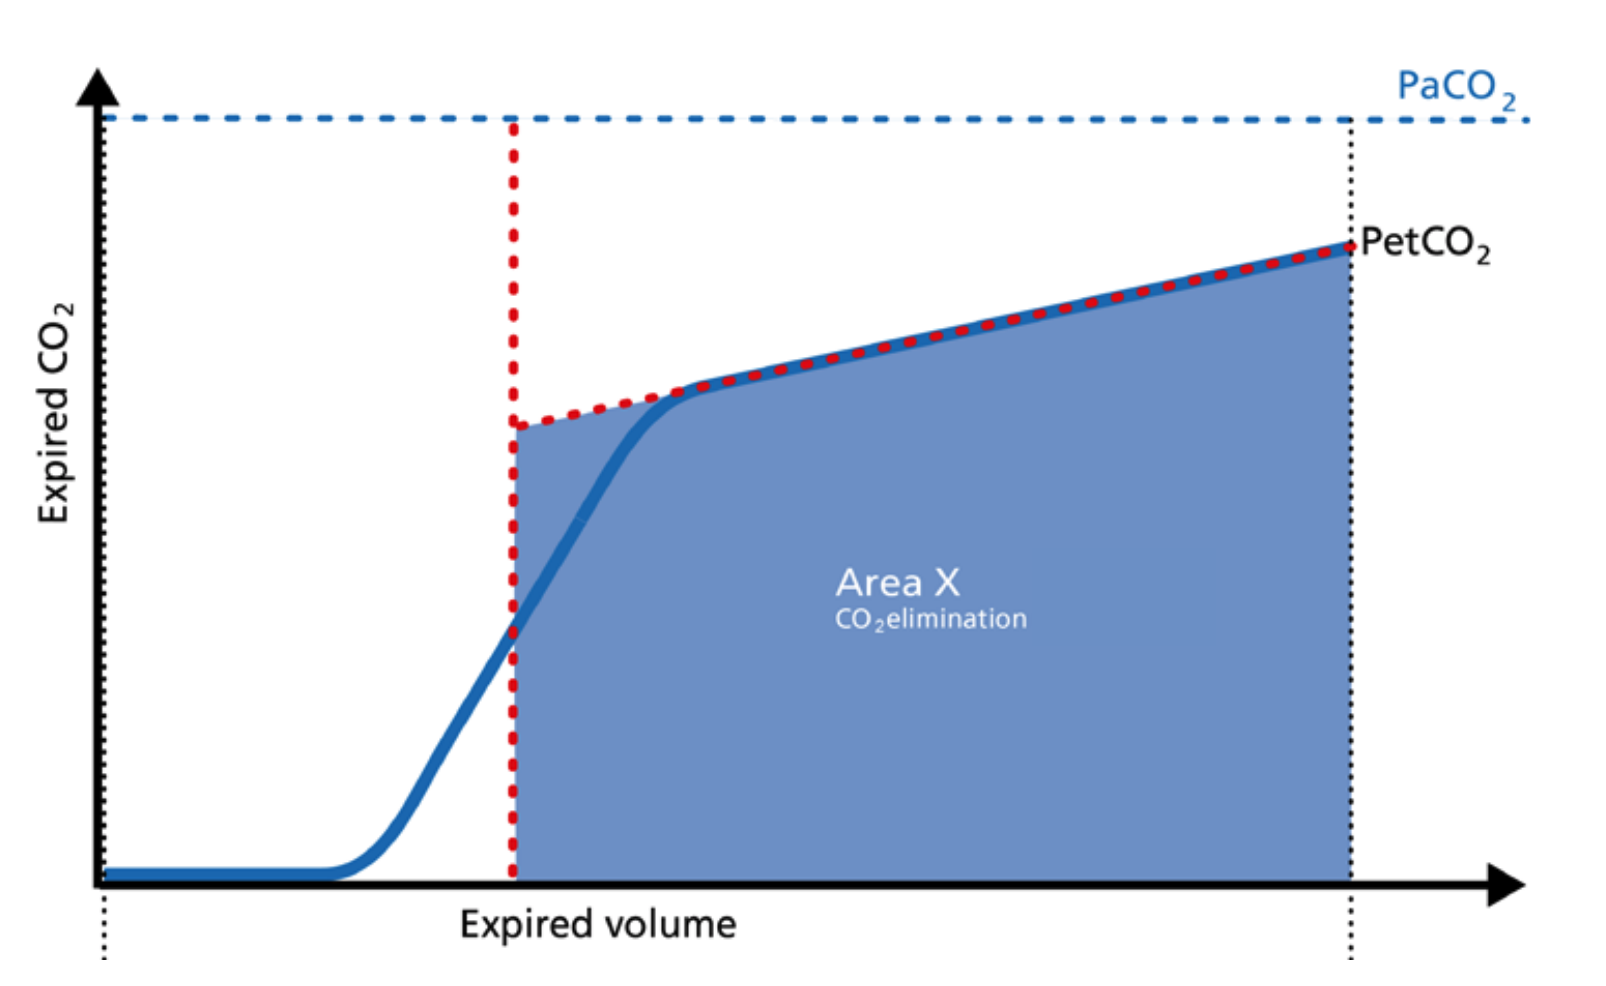 PaCO₂
PetCO₂
Expired CO₂
Area X
CO₂elimination
Expired volume